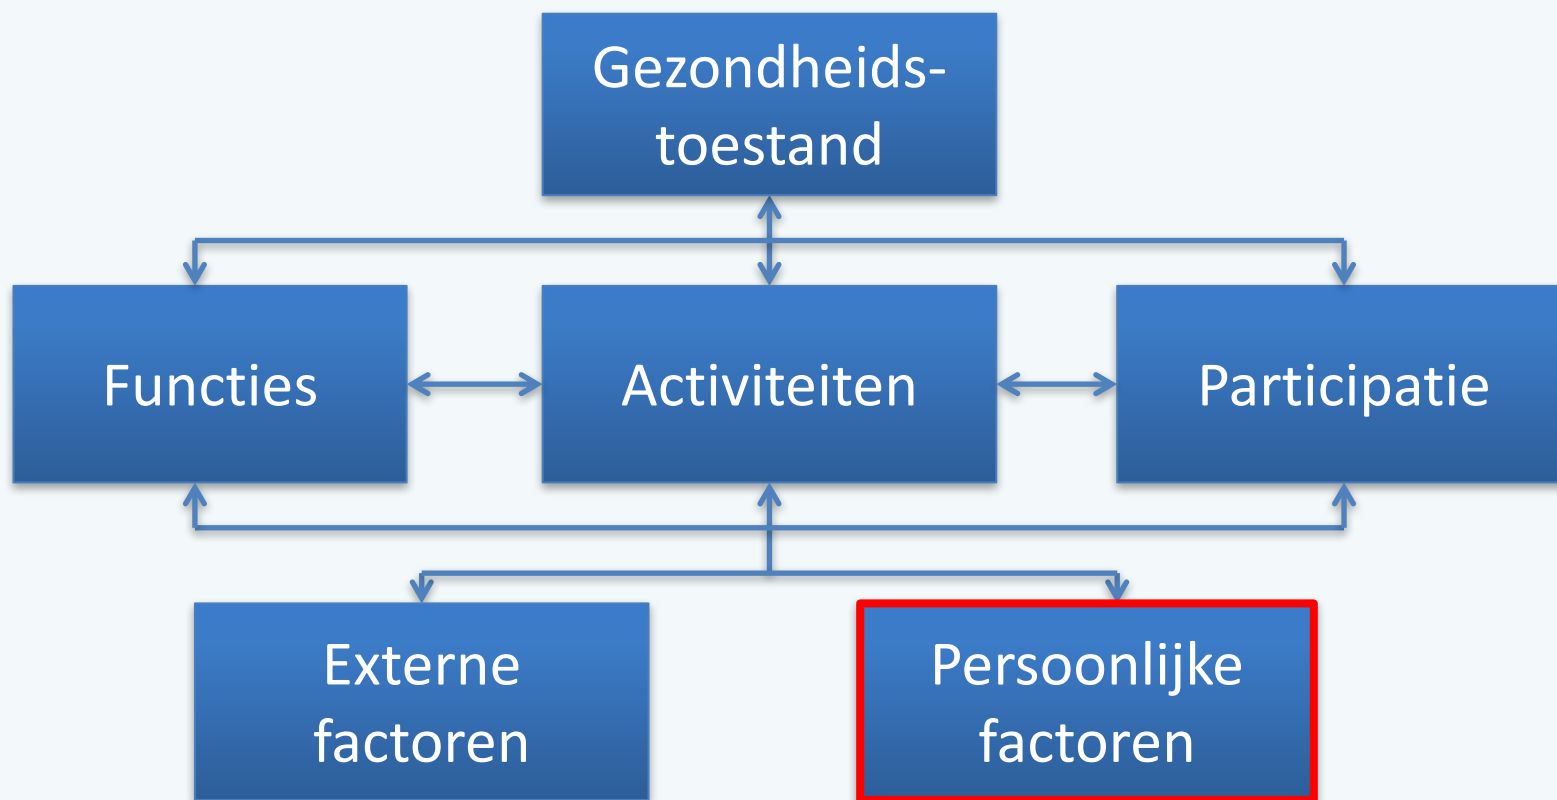 Gezondheids-
toestand
Functies
Activiteiten
Participatie
Externe
factoren
Persoonlijke
factoren